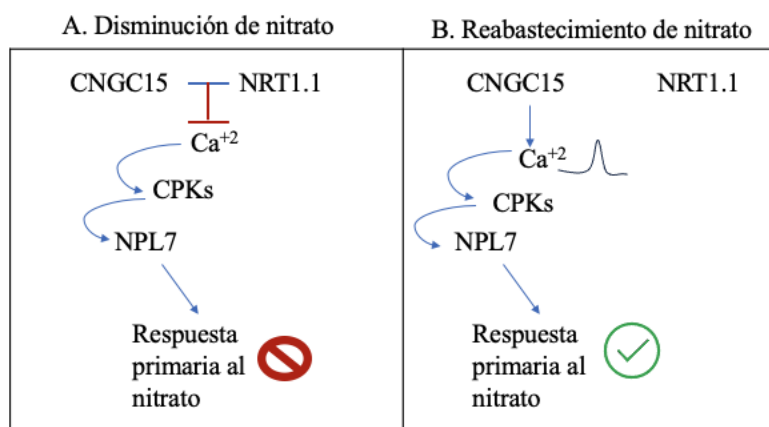 A. Disminución de nitrato
CNGC15 NRT1.1
Ca+2
CPKs
NPL7
Respuesta
primaria al
nitrato
B. Reabastecimiento de nitrato
CNGC15 NRT1.1
Ca+2
CPKs
NPL7
Respuesta
primaria al
nitrato